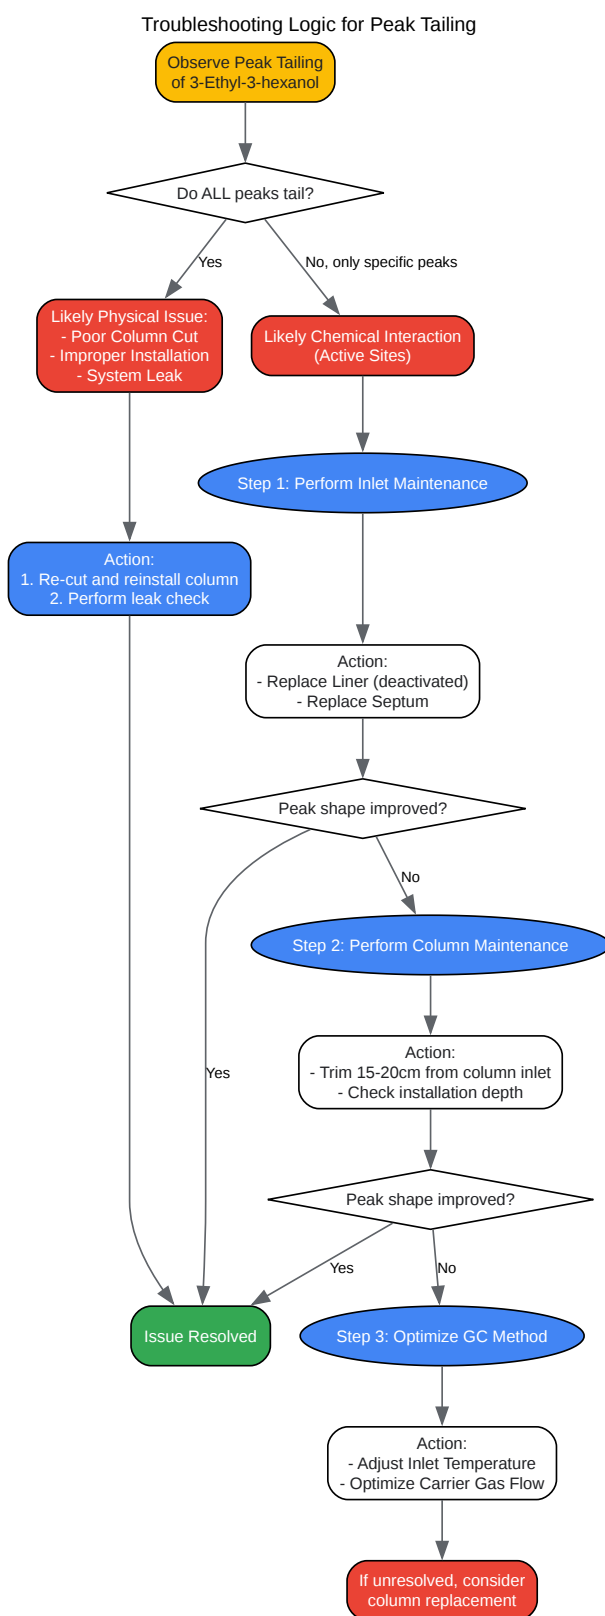 Troubleshooting Logic for Peak Tailing
Observe Peak Tailing
of 3-Ethyl-3-hexanol
Do ALL peaks tail?
Yes
No, only specific peaks
Likely Physical Issue:
- Poor Column Cut
- Improper Installation
- System Leak
Likely Chemical Interaction
(Active Sites)
Step 1: Perform Inlet Maintenance
Action:
1. Re-cut and reinstall column
2. Perform leak check
Action:
- Replace Liner (deactivated)
- Replace Septum
Peak shape improved?
No
Step 2: Perform Column Maintenance
Action:
- Trim 15-20cm from column inlet
- Check installation depth
Yes
Peak shape improved?
Yes
No
Issue Resolved
Step 3: Optimize GC Method
Action:
- Adjust Inlet Temperature
- Optimize Carrier Gas Flow
If unresolved, consider
column replacement